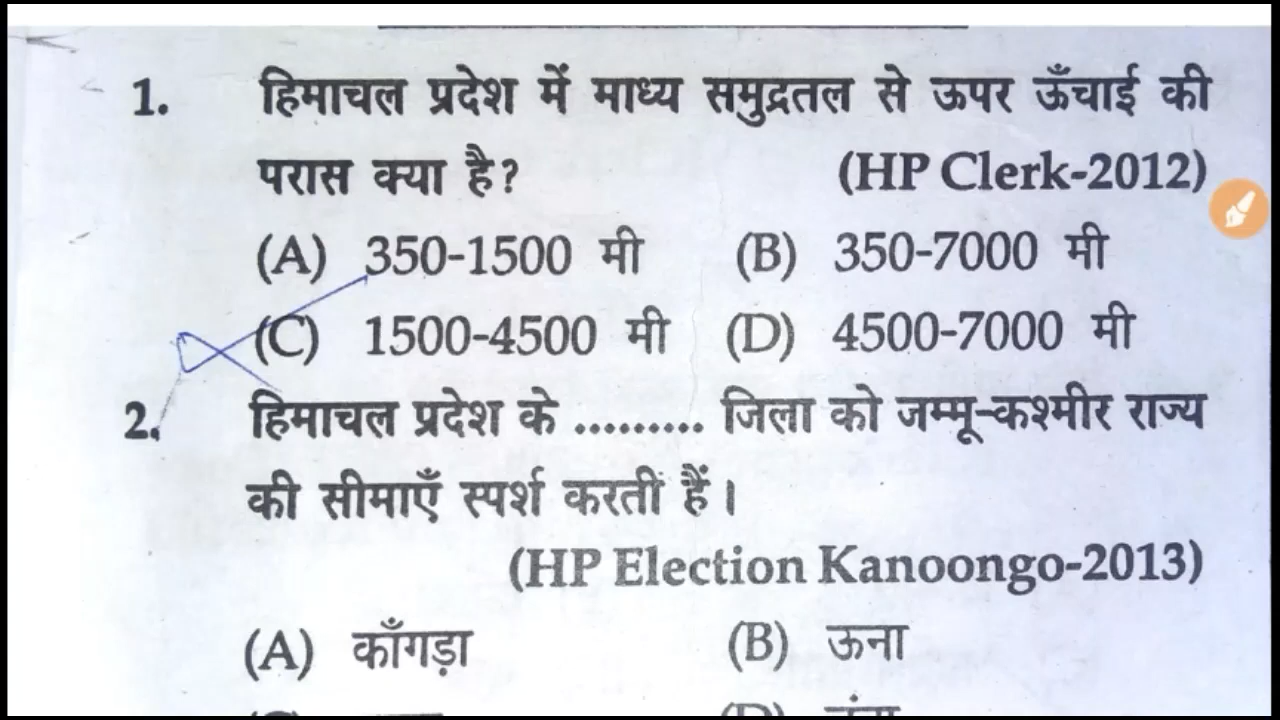 1. हिमाचल प्रदेश में माध्य समुद्रतल से ऊपर ऊँचाई की
परास क्या है? (HP Clerk-2012)
(A) 350-1500 मी (B) 350-7000 मी
(C) 1500-4500 मी (D) 4500-7000 मी
2. हिमाचल प्रदेश के ......... जिला को जम्मू-कश्मीर राज्य
की सीमाएँ स्पर्श करती हैं।
(HP Election Kanoongo-2013)
(A) काँगड़ा (B) ऊना